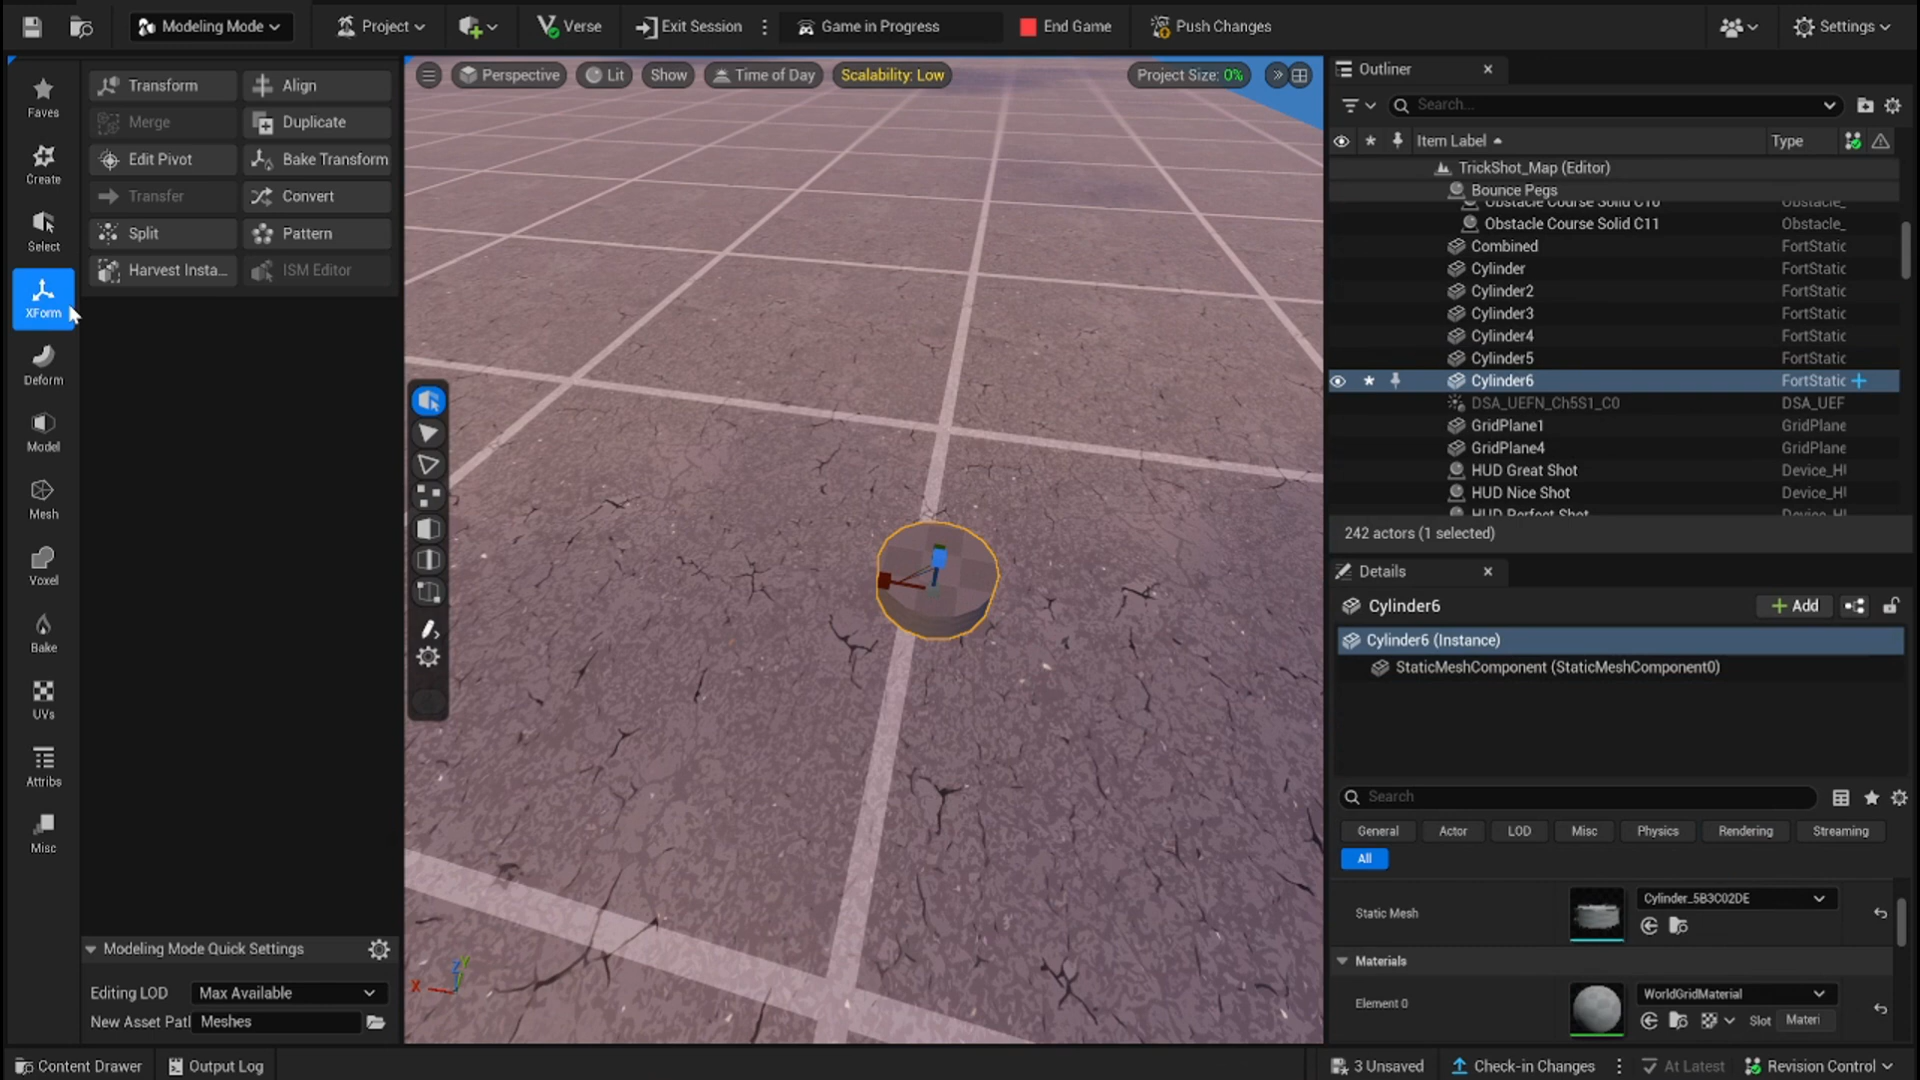 Modeling Mode
Project
Verse
Exit Session
Game in Progress
End Game
Push Changes
Settings
Faves
Create
Select
XForm
Deform
Model
Mesh
Voxel
Bake
UVs
Attribs
Misc
Transform
Align
Merge
Duplicate
Edit Pivot
Bake Transform
Transfer
Convert
Split
Pattern
Harvest Insta...
ISM Editor
Modeling Mode Quick Settings
Editing LOD
Max Available
New Asset Patl
Meshes
Perspective
Lit
Show
Time of Day
Scalability: Low
Project Size: 0%
X
Z
Y
Outliner
Search...
Item Label
Type
TrickShot_Map (Editor)
Bounce Pegs
Obstacle Course Solid C10 Obstacle_
Obstacle Course Solid C11 Obstacle_
Combined FortStatic
Cylinder FortStatic
Cylinder2 FortStatic
Cylinder3 FortStatic
Cylinder4 FortStatic
Cylinder5 FortStatic
Cylinder6 FortStatic
DSA_UEFN_Ch5S1_C0 DSA_UEF
GridPlane1 GridPlane
GridPlane4 GridPlane
HUD Great Shot Device_H
HUD Nice Shot Device_H
HUD Perfect Shot Device_H
242 actors (1 selected)
Details
Cylinder6
Add
Cylinder6 (Instance)
StaticMeshComponent (StaticMeshComponent0)
Search
General
Actor
LOD
Misc
Physics
Rendering
Streaming
All
Static Mesh
Cylinder_5B3C02DE
Materials
Element 0
WorldGridMaterial
Slot
Materi
Content Drawer
Output Log
3 Unsaved
Check-in Changes
At Latest
Revision Control